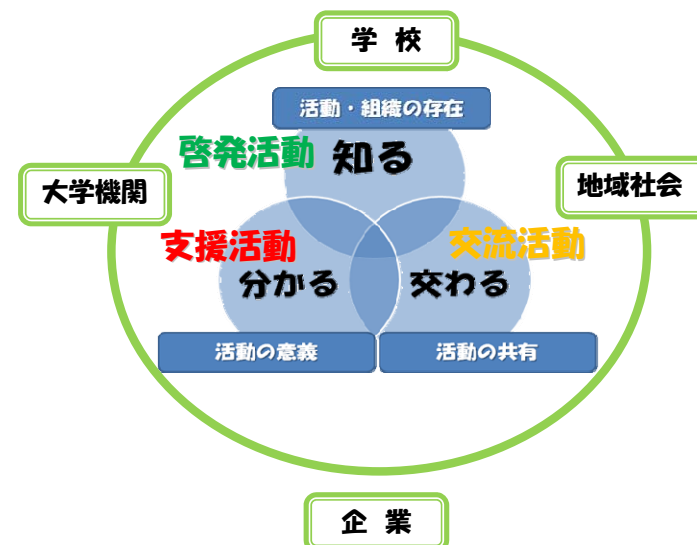 学 校
活動・組織の存在
啓発活動
知る
大学機関
地域社会
支援活動
交流活動
分かる
交わる
活動の意義
活動の共有
企 業